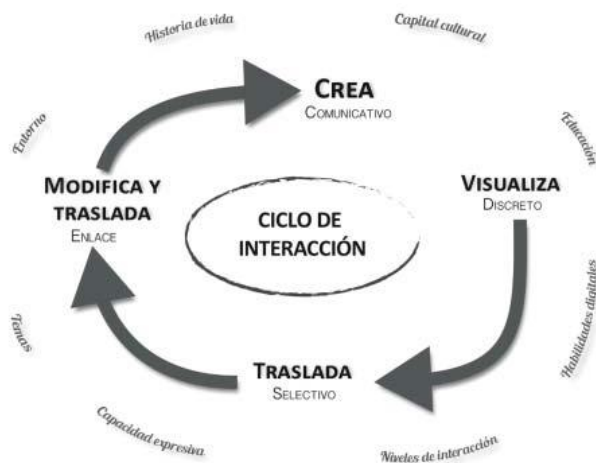 Historia de vida
Capital cultural
CREA
COMUNICATIVO
Entorno
Educación
MODIFICA Y
TRASLADA
ENLACE
VISUALIZA
DISCRETO
CICLO DE
INTERACCIÓN
Temas
Habilidades digitales
TRASLADA
SELECTIVO
Capacidad expresiva
Niveles de interacción